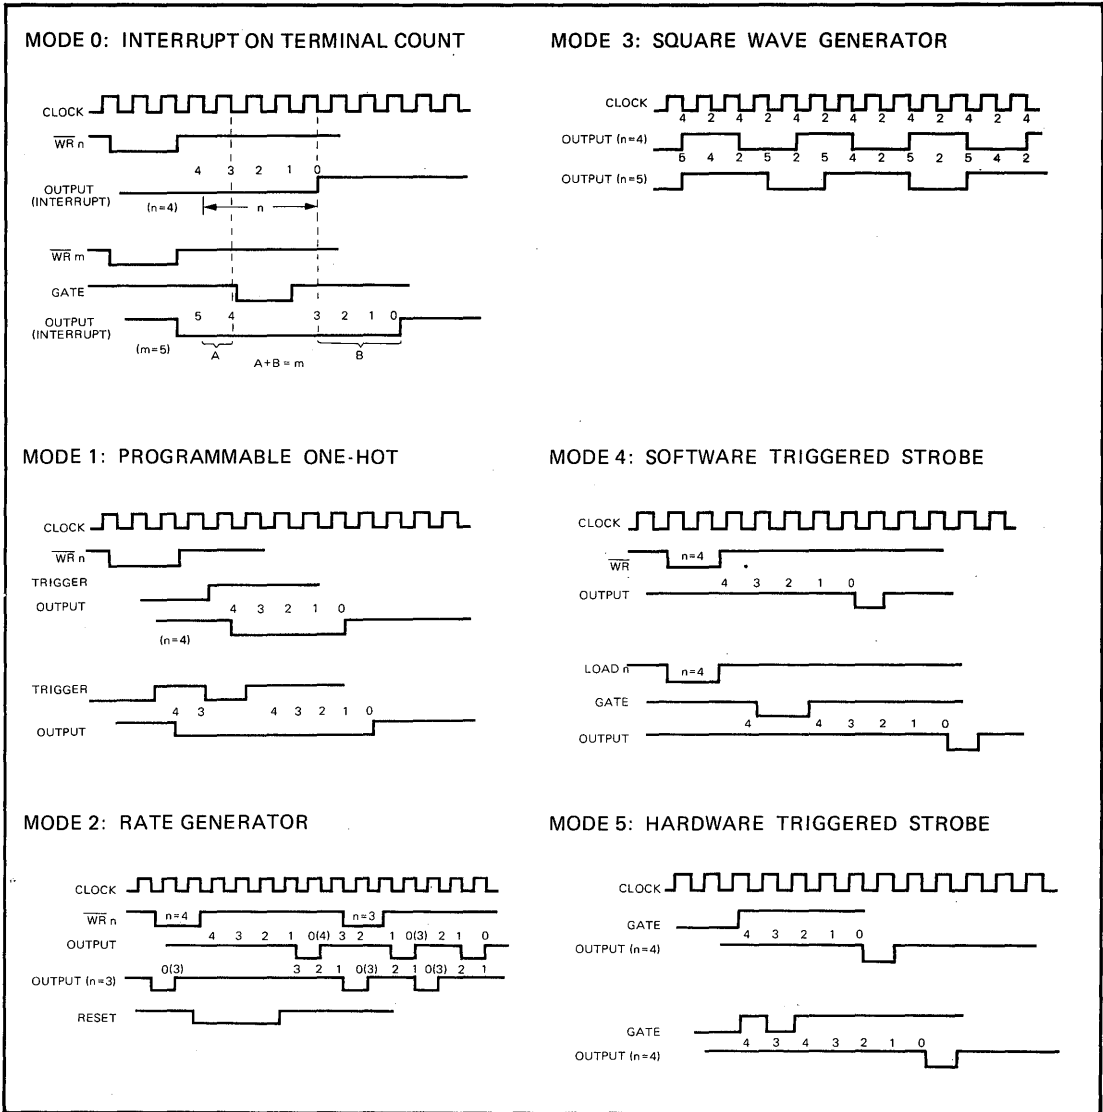 MODE 0: INTERRUPT ON TERMINAL COUNT
CLOCK
WR n
4 3 2 1 0
OUTPUT
(INTERRUPT)
(n=4)
n
WR m
GATE
5 4 3 2 1 0
OUTPUT
(INTERRUPT)
(m=5)
A
B
A+B = m
MODE 3: SQUARE WAVE GENERATOR
CLOCK
4 2 4 2 4 2 4 2 4 2 4 2 4
OUTPUT (n=4)
5 4 2 5 2 5 4 2 5 2 5 4 2
OUTPUT (n=5)
MODE 1: PROGRAMMABLE ONE-HOT
CLOCK
WR n
TRIGGER
OUTPUT
4 3 2 1 0
(n=4)
TRIGGER
4 3 4 3 2 1 0
OUTPUT
MODE 4: SOFTWARE TRIGGERED STROBE
CLOCK
n=4
WR
4 3 2 1 0
OUTPUT
LOAD n
n=4
GATE
4 4 3 2 1 0
OUTPUT
MODE 2: RATE GENERATOR
CLOCK
WR n
n=4
n=3
OUTPUT
4 3 2 1 0(4) 3 2 1 0(3) 2 1 0
0(3) 3 2 1 0(3) 2 1 0(3) 2 1
OUTPUT (n=3)
RESET
MODE 5: HARDWARE TRIGGERED STROBE
CLOCK
GATE
4 3 2 1 0
OUTPUT (n=4)
GATE
4 3 4 3 2 1 0
OUTPUT (n=4)